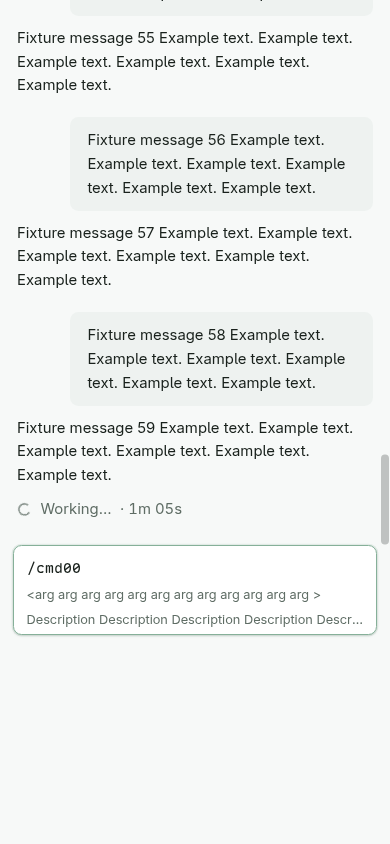 Fixture message 55 Example text. Example text.
Example text. Example text. Example text.
Example text.
Fixture message 56 Example text.
Example text. Example text. Example
text. Example text. Example text.
Fixture message 57 Example text. Example text.
Example text. Example text. Example text.
Example text.
Fixture message 58 Example text.
Example text. Example text. Example
text. Example text. Example text.
Fixture message 59 Example text. Example text.
Example text. Example text. Example text.
Example text.
Working... · 1m 05s
/cmd00
<arg arg arg arg arg arg arg arg arg arg arg arg >
Description Description Description Description Descr...